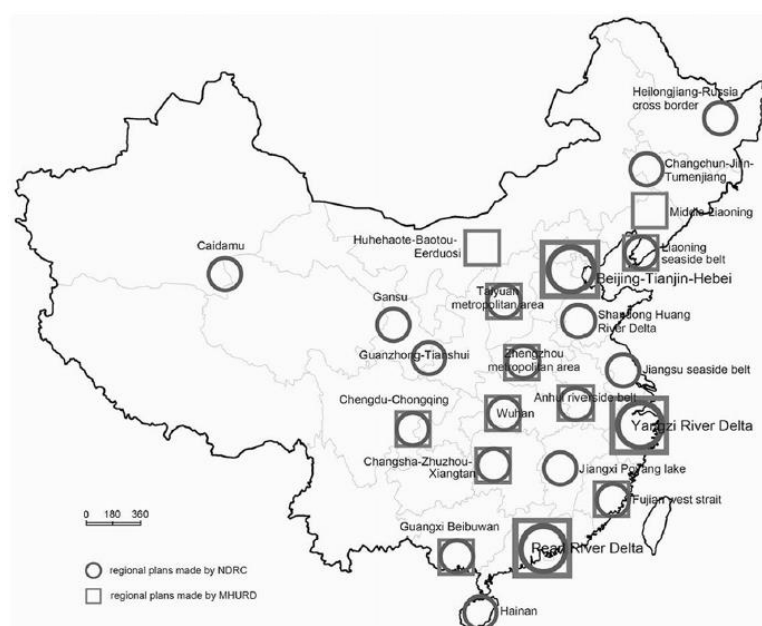 Heilongjiang-Russia
cross border
Changchun-Jilin-
Tumenjiang
Middle Liaoning
Huhehaote-Baotou-
Eerduosi
Liaoning
seaside belt
Caidamu
Beijing-Tianjin-Hebei
Taiyuan
metropolitan area
Gansu
Shandong Huang
River Delta
Guanzhong-Tianshui
Zhengzhou
metropolitan area
Jiangsu seaside belt
Chengdu-Chongqing
Anhui riverside belt
Wuhan
Yangzi River Delta
Changsha-Zhuzhou-
Xiangtan
Jiangxi Poyang lake
Fujian west strait
0 180 360
Guangxi Beibuwan
Pearl River Delta
regional plans made by NDRC
regional plans made by MHURD
Hainan